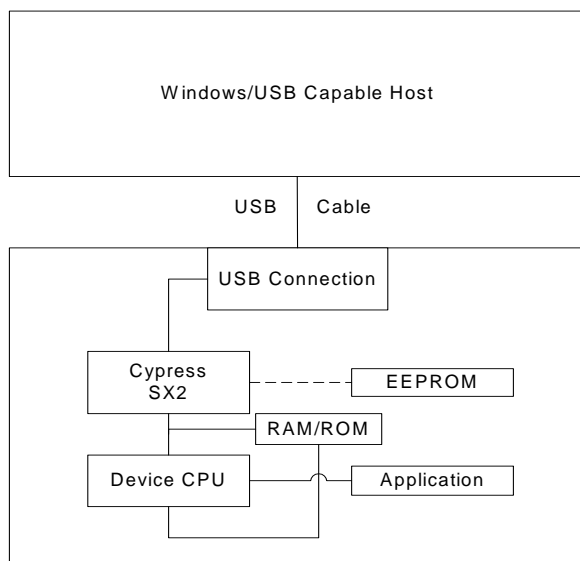 Windows/USB Capable Host
USB Cable
USB Connection
Cypress
SX2
EEPROM
RAM/ROM
Device CPU
Application